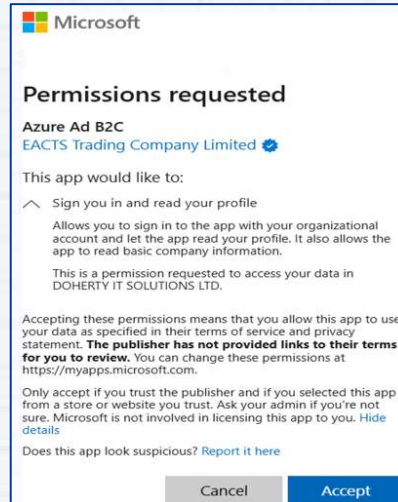 Microsoft
Permissions requested
Azure Ad B2C
EACTS Trading Company Limited
This app would like to:
Sign you in and read your profile
Allows you to sign in to the app with your organizational
account and let the app read your profile. It also allows the
app to read basic company information.
This is a permission requested to access your data in
DOHERTY IT SOLUTIONS LTD.
Accepting these permissions means that you allow this app to use
your data as specified in their terms of service and privacy
statement. The publisher has not provided links to their terms
for you to review. You can change these permissions at
https://myapps.microsoft.com.
Only accept if you trust the publisher and if you selected this app
from a store or website you trust. Ask your admin if you're not
sure. Microsoft is not involved in licensing this app to you. Hide
details
Does this app look suspicious? Report it here
Cancel Accept